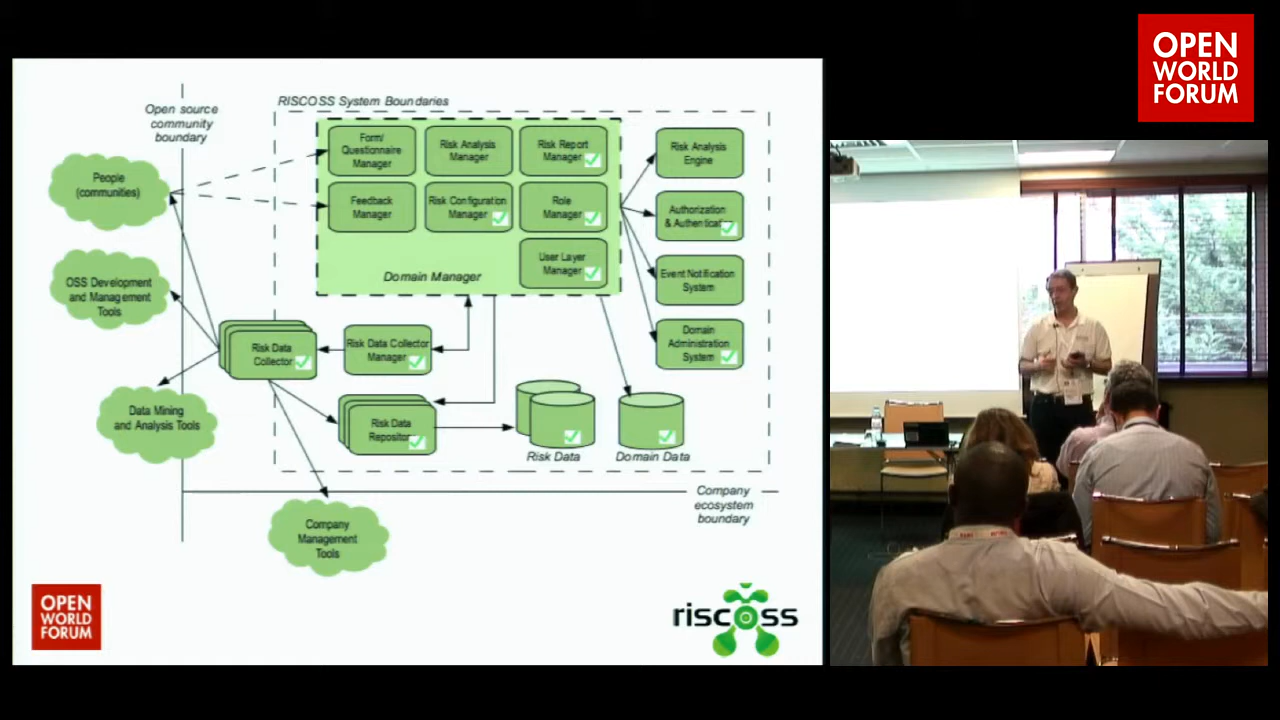 OPEN
WORLD
FORUM
Open source
community
boundary
RISCOSS System Boundaries
People
(communities)
OSS Development
and Management
Tools
Data Mining
and Analysis Tools
Form/
Questionnaire
Manager
Risk Analysis
Manager
Risk Report
Manager
Feedback
Manager
Risk Configuration
Manager
Role
Manager
User Layer
Manager
Domain Manager
Risk Analysis
Engine
Authorization
& Authenticat
Event Notification
System
Domain
Administration
System
Risk Data
Collector
Risk Data Collector
Manager
Risk Data
Repository
Risk Data
Domain Data
Company
ecosystem
boundary
Company
Management
Tools
OPEN
WORLD
FORUM
riscoss